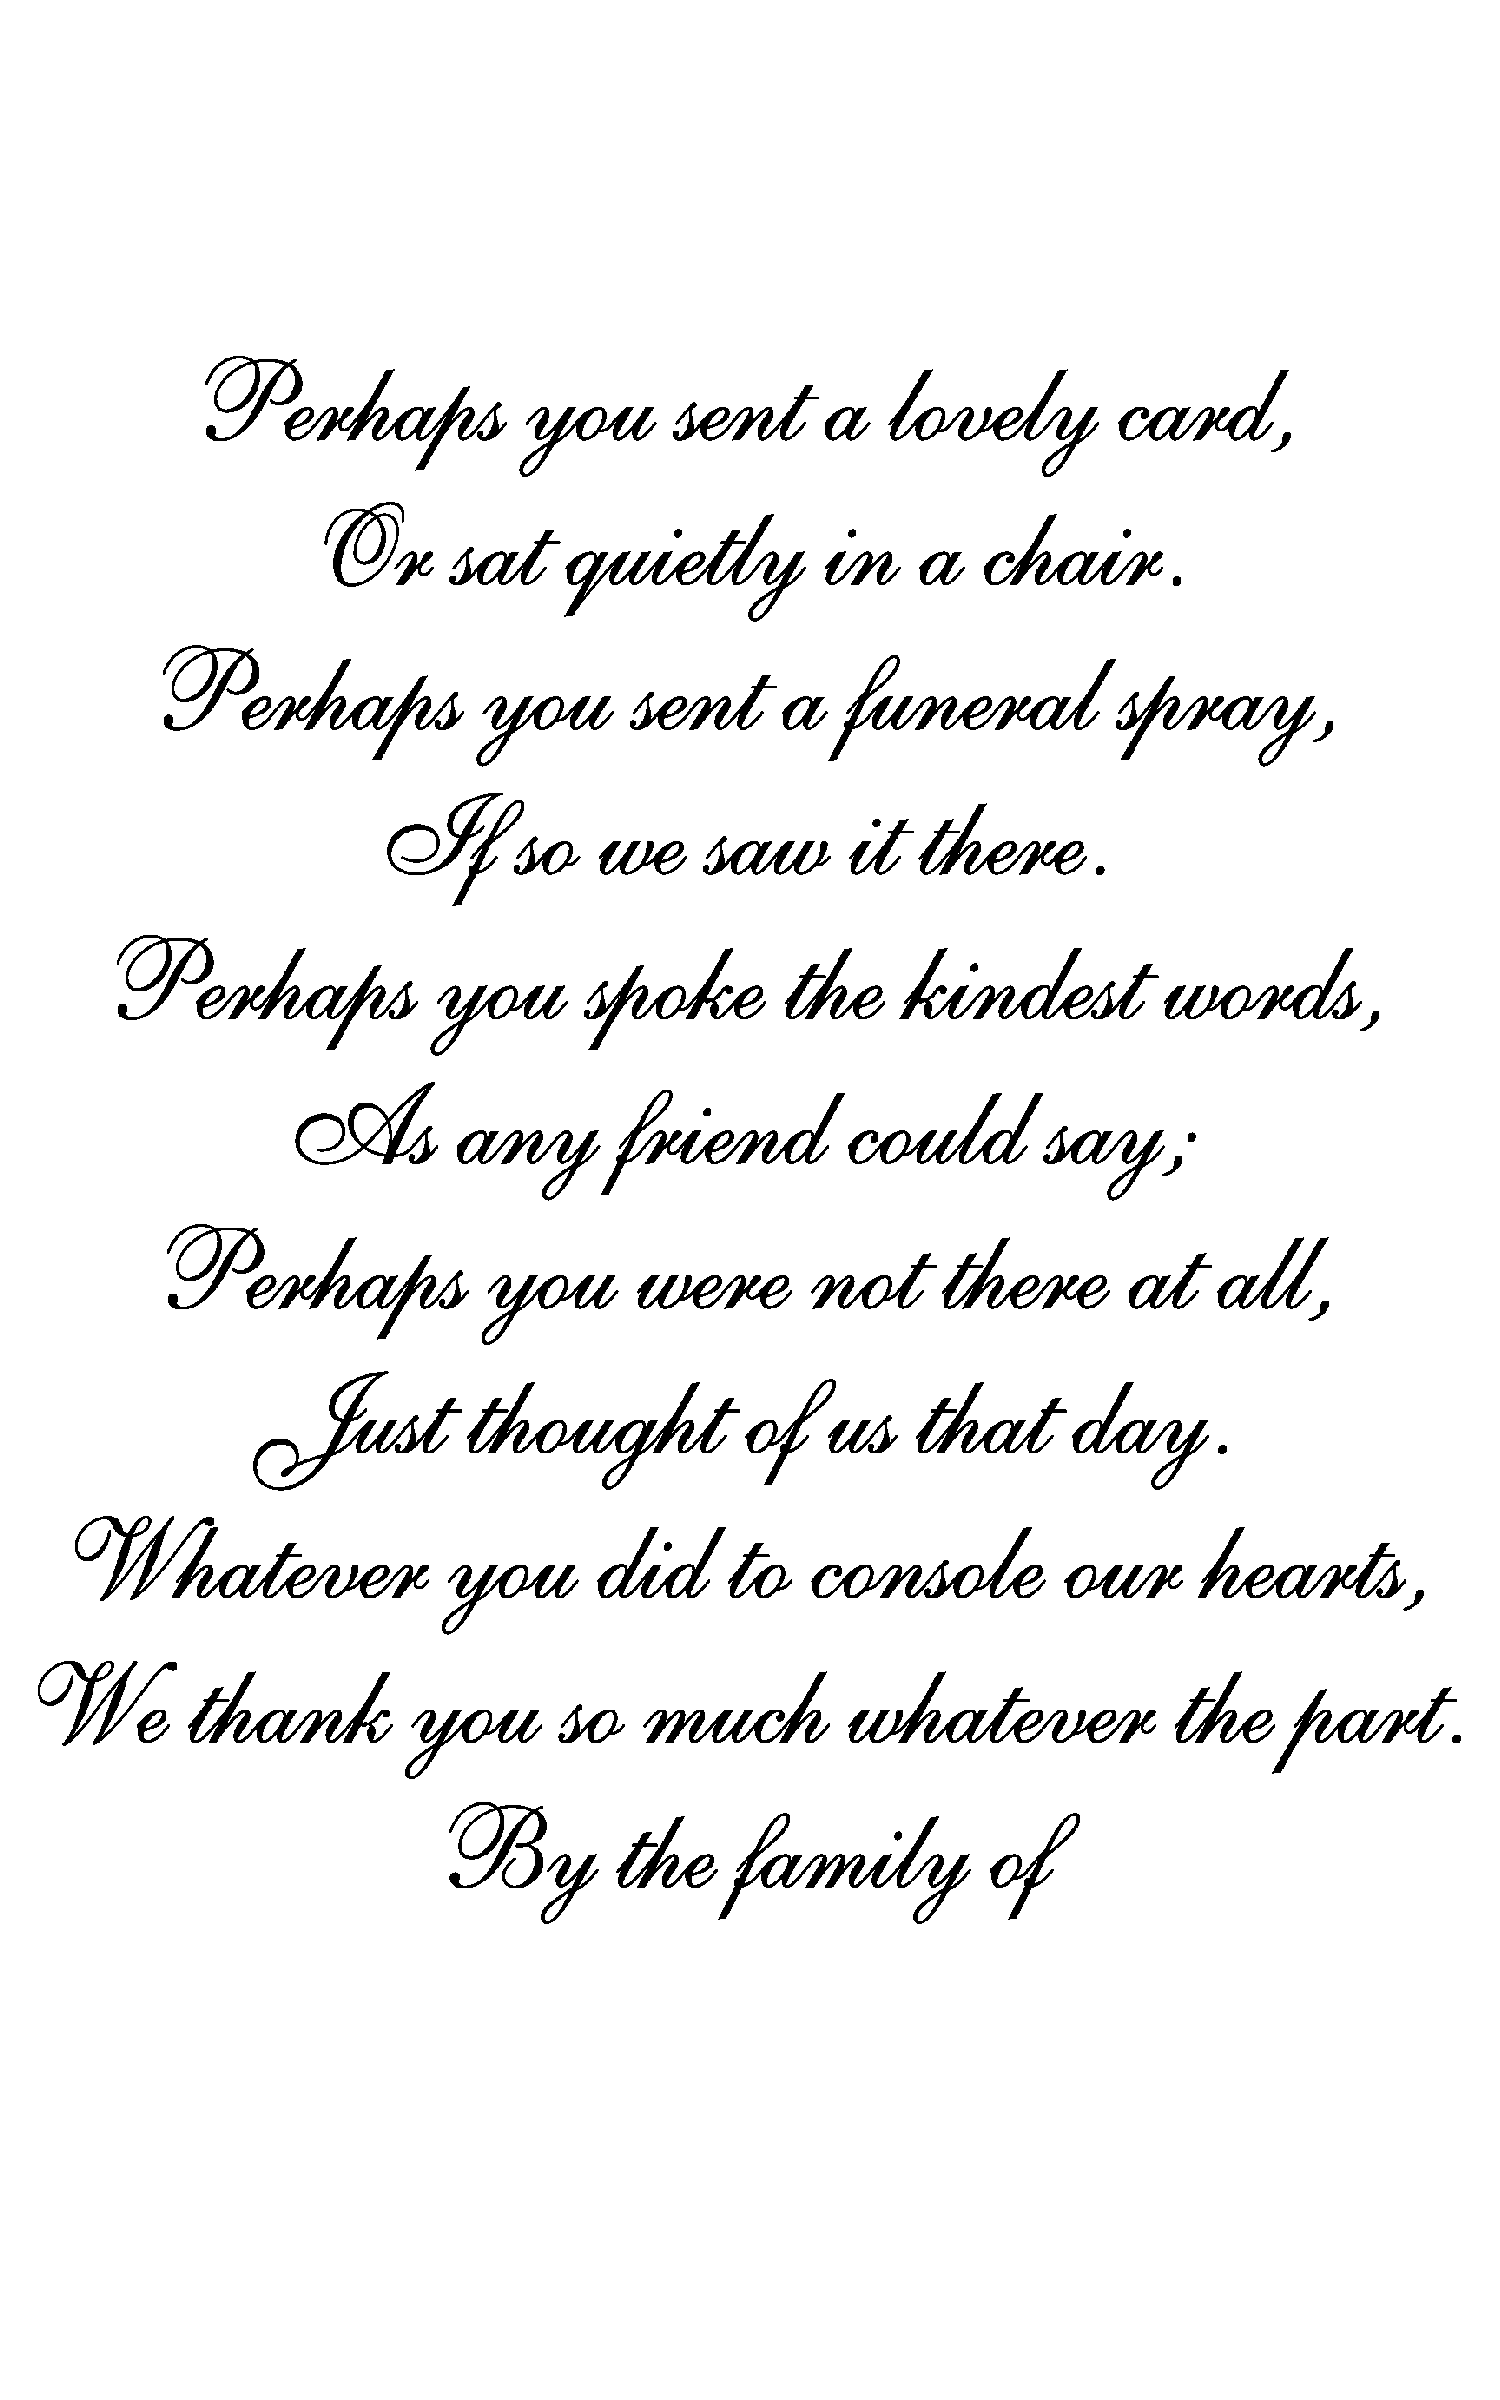 Perhaps you sent a lovely card,
Or sat quietly in a chair.
Perhaps you sent a funeral spray,
If so we saw it there.
Perhaps you spoke the kindest words,
As any friend could say;
Perhaps you were not there at all,
Just thought of us that day.
Whatever you did to console our hearts,
We thank you so much whatever the part.
By the family of